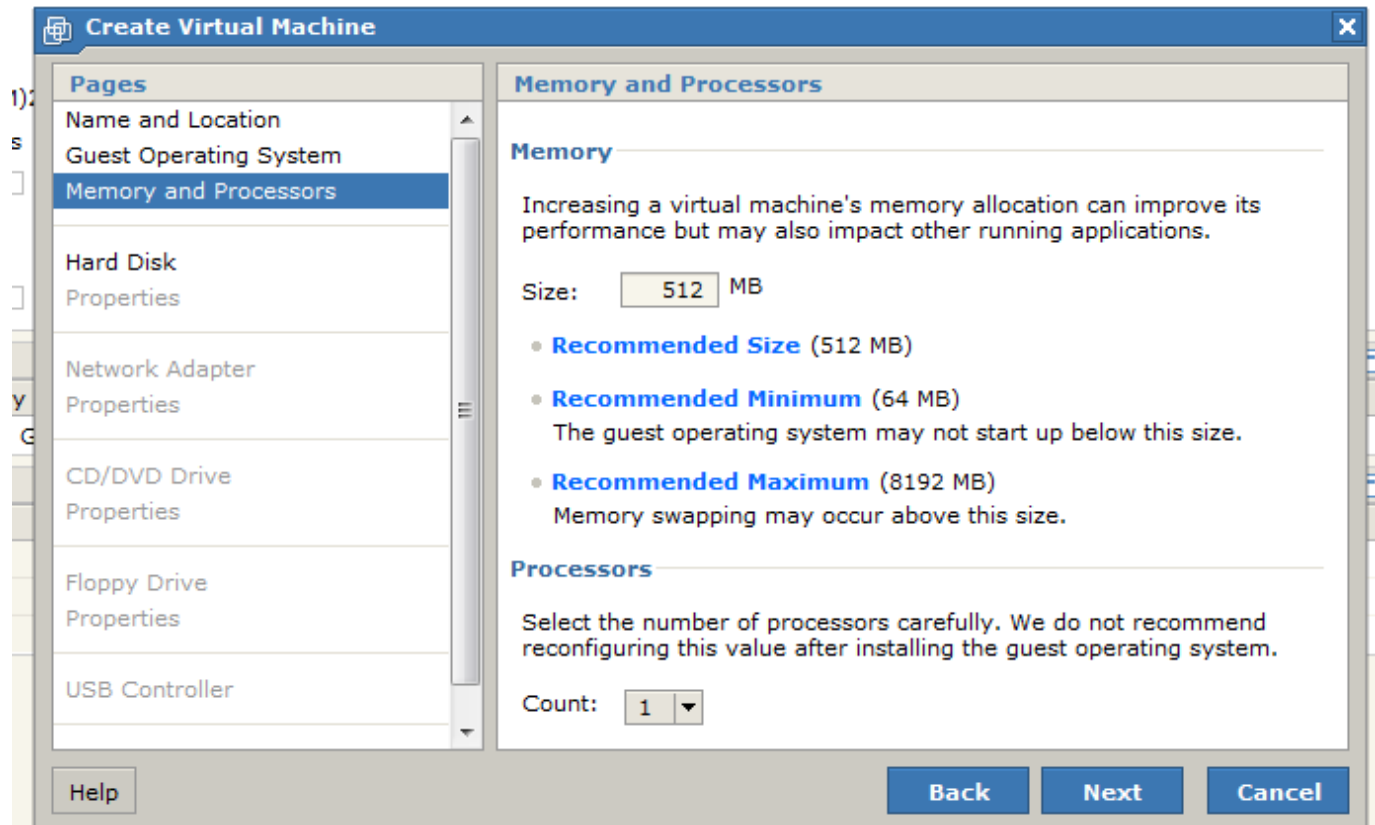 Create Virtual Machine
Pages
Name and Location
Guest Operating System
Memory and Processors
Hard Disk
Properties
Network Adapter
Properties
CD/DVD Drive
Properties
Floppy Drive
Properties
USB Controller
Memory and Processors
Memory
Increasing a virtual machine's memory allocation can improve its
performance but may also impact other running applications.
Size: 512 MB
Recommended Size (512 MB)
Recommended Minimum (64 MB)
The guest operating system may not start up below this size.
Recommended Maximum (8192 MB)
Memory swapping may occur above this size.
Processors
Select the number of processors carefully. We do not recommend
reconfiguring this value after installing the guest operating system.
Count: 1
Help
Back
Next
Cancel